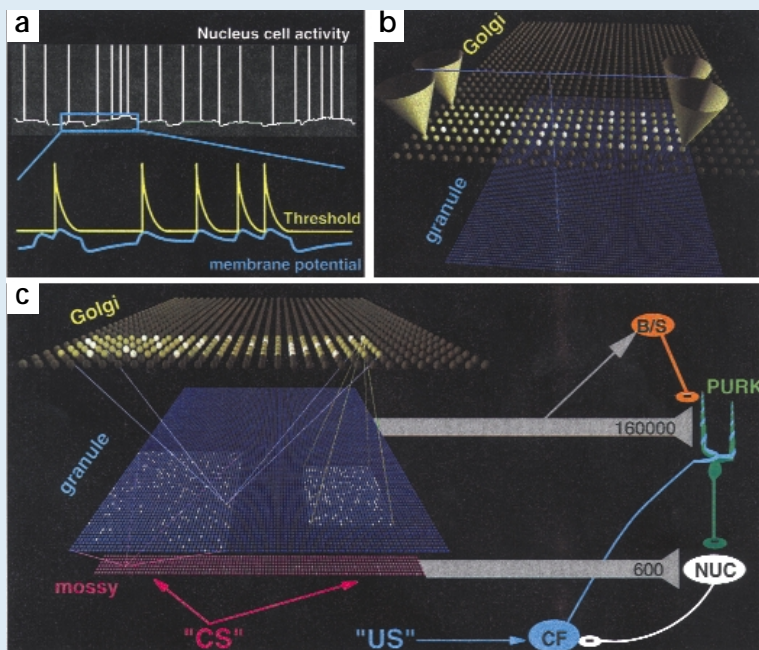 a
Nucleus cell activity
Threshold
membrane potential
b
Golgi
granule
c
Golgi
B/S
PURK
160000
granule
mossy
600
NUC
"CS"
"US"
CF